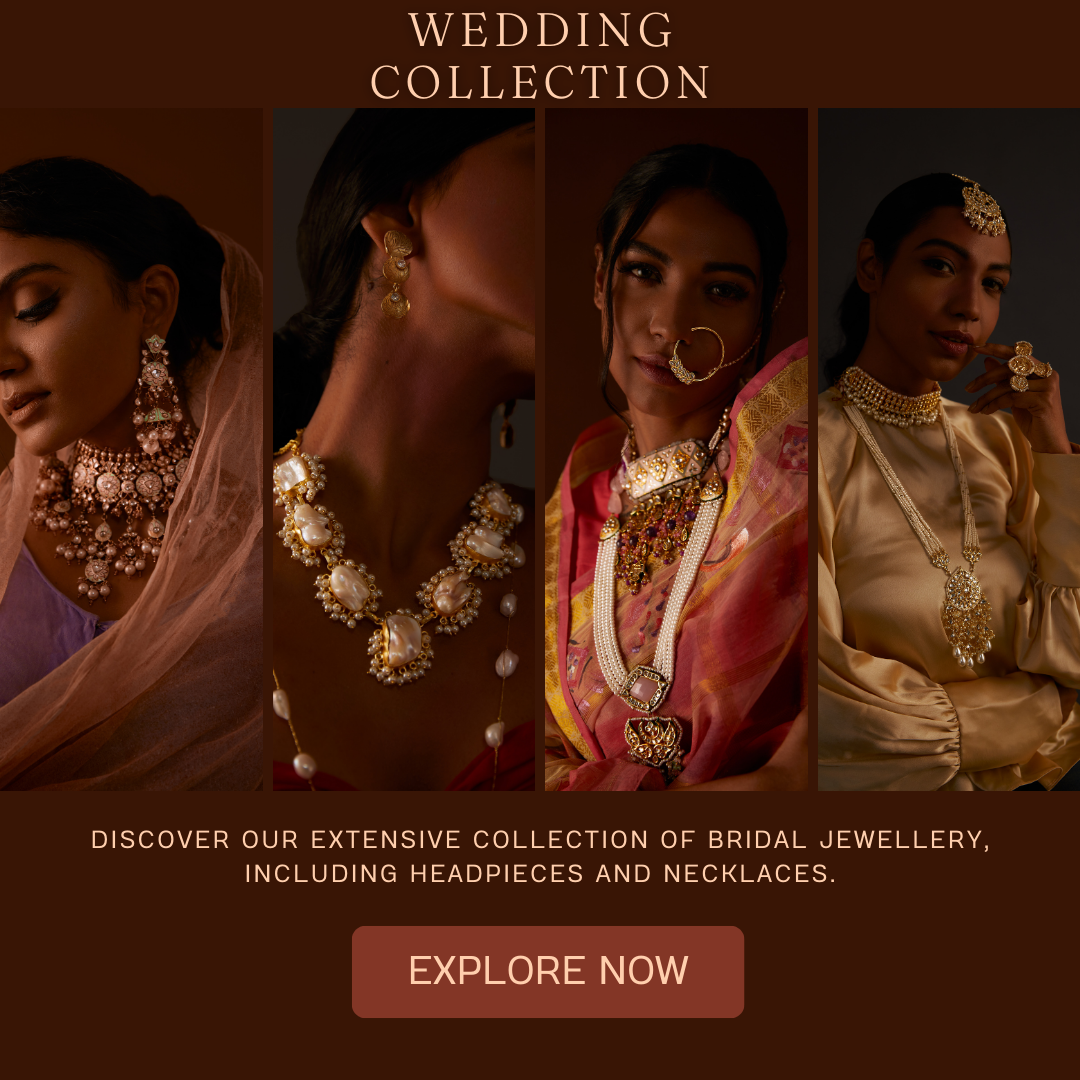 WEDDING
COLLECTION
DISCOVER OUR EXTENSIVE COLLECTION OF BRIDAL JEWELLERY,
INCLUDING HEADPIECES AND NECKLACES.
EXPLORE NOW